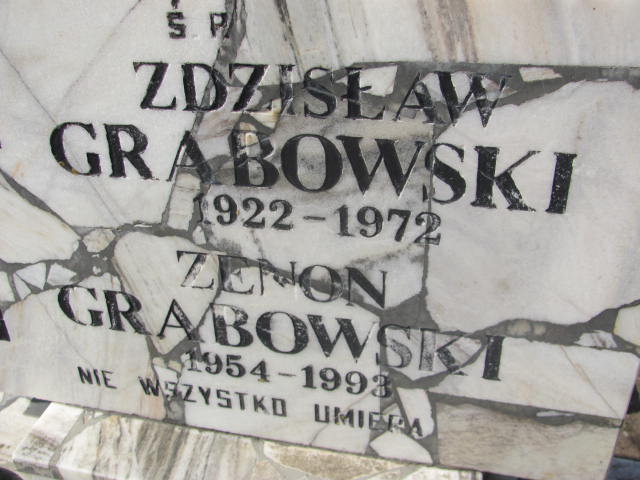 Ś. P.
ZDZISŁAW
GRABOWSKI
1922 - 1972
ZENON
GRABOWSKI
1954 - 1993
NIE WSZYSTKO UMIERA